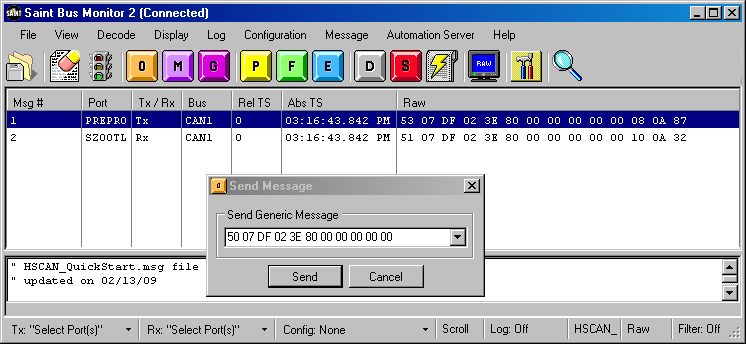 SAINT Saint Bus Monitor 2 (Connected)
File View Decode Display Log Configuration Message Automation Server Help
O M G P F E D S RAW
Msg # Port Tx / Rx Bus Rel TS Abs TS Raw
1 PREPRO Tx CAN1 0 03:16:43.842 PM 53 07 DF 02 3E 80 00 00 00 00 00 08 0A 87
2 SZOOTL Rx CAN1 0 03:16:43.842 PM 51 07 DF 02 3E 80 00 00 00 00 00 10 0A 32
O Send Message
Send Generic Message
50 07 DF 02 3E 80 00 00 00 00 00
Send Cancel
" HSCAN_QuickStart.msg file
" updated on 02/13/09
Tx: "Select Port(s)" Rx: "Select Port(s)" Config: None Scroll Log: Off HSCAN_ Raw Filter: Off